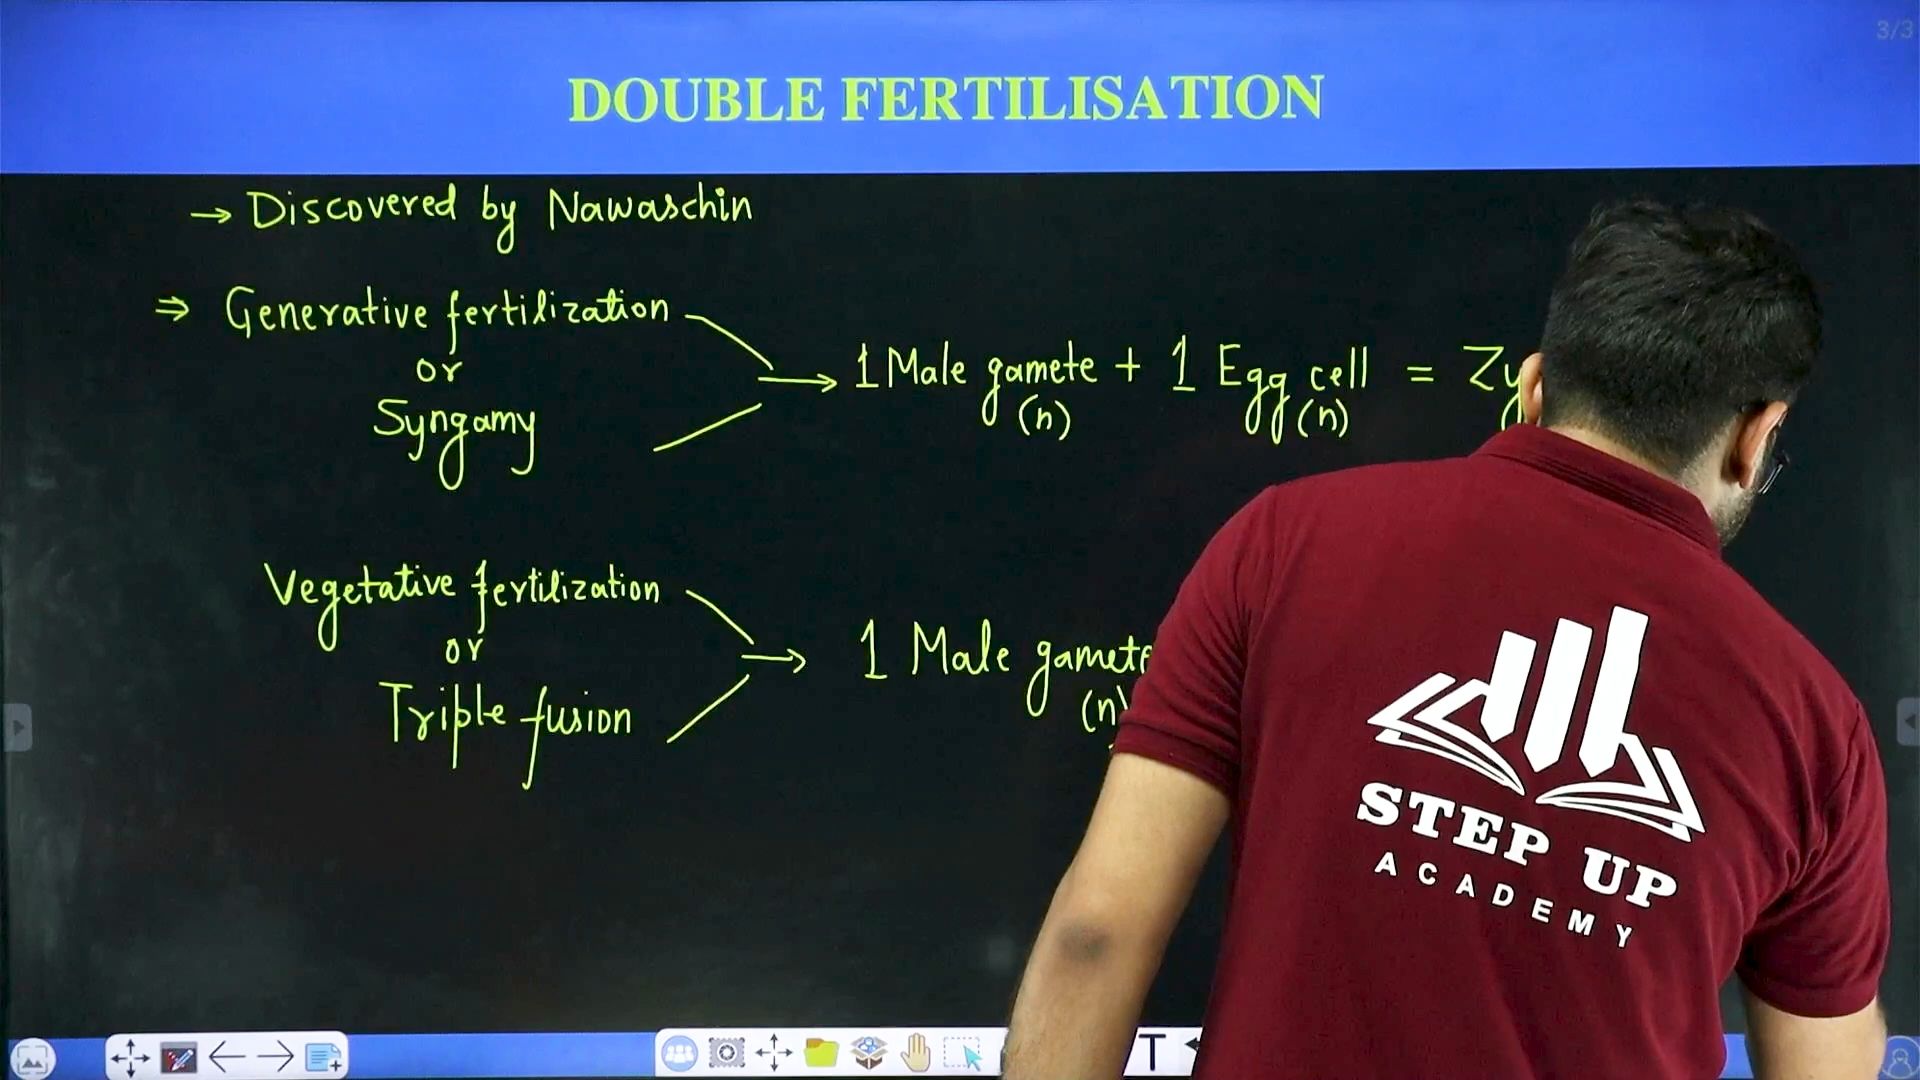 3/3
DOUBLE FERTILISATION
→ Discovered by Nawaschin
⇒ Generative fertilization
or
Syngamy
→ 1 Male gamete + 1 Egg cell = Zy
(n) (n)
Vegetative fertilization
or
Triple fusion
→ 1 Male gamete
(n)
STEP UP
ACADEMY
T